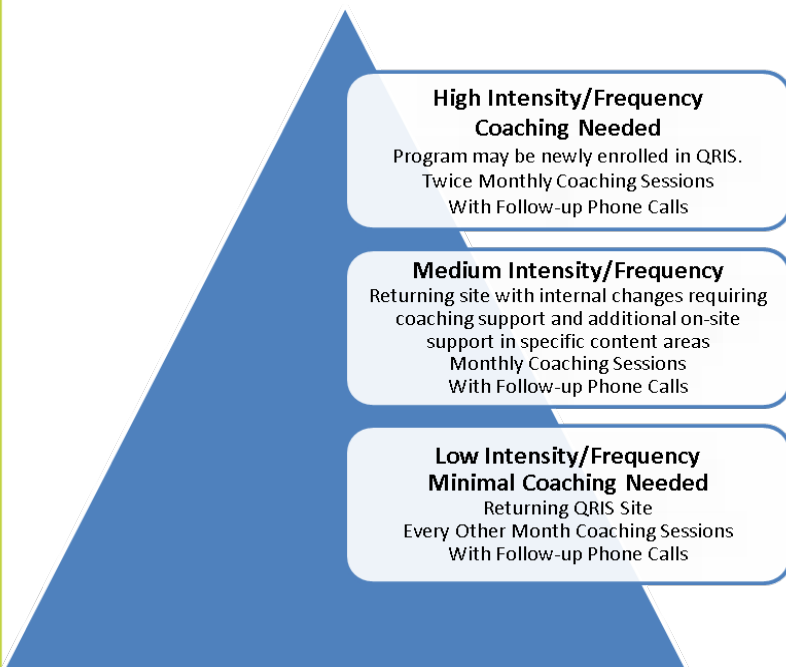 High Intensity/Frequency
Coaching Needed
Program may be newly enrolled in QRIS.
Twice Monthly Coaching Sessions
With Follow-up Phone Calls
Medium Intensity/Frequency
Returning site with internal changes requiring
coaching support and additional on-site
support in specific content areas
Monthly Coaching Sessions
With Follow-up Phone Calls
Low Intensity/Frequency
Minimal Coaching Needed
Returning QRIS Site
Every Other Month Coaching Sessions
With Follow-up Phone Calls